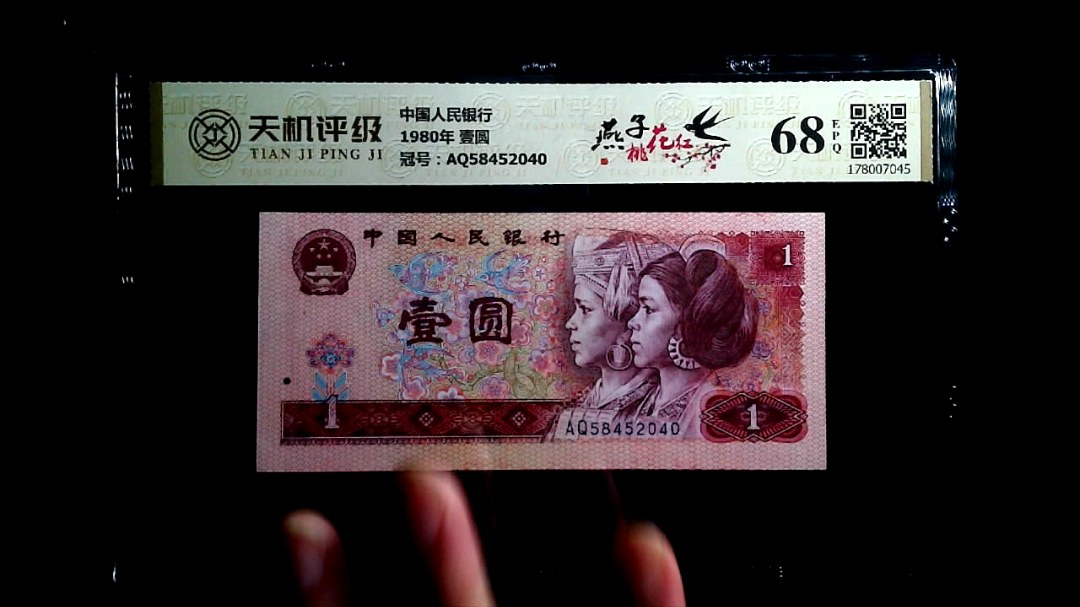 天机评级
TIAN JI PING JI
中国人民银行
1980年 壹圆
冠号：AQ58452040
燕子
桃花红
68
EPQ
178007045
中国人民银行
1
壹圆
1
AQ58452040
1